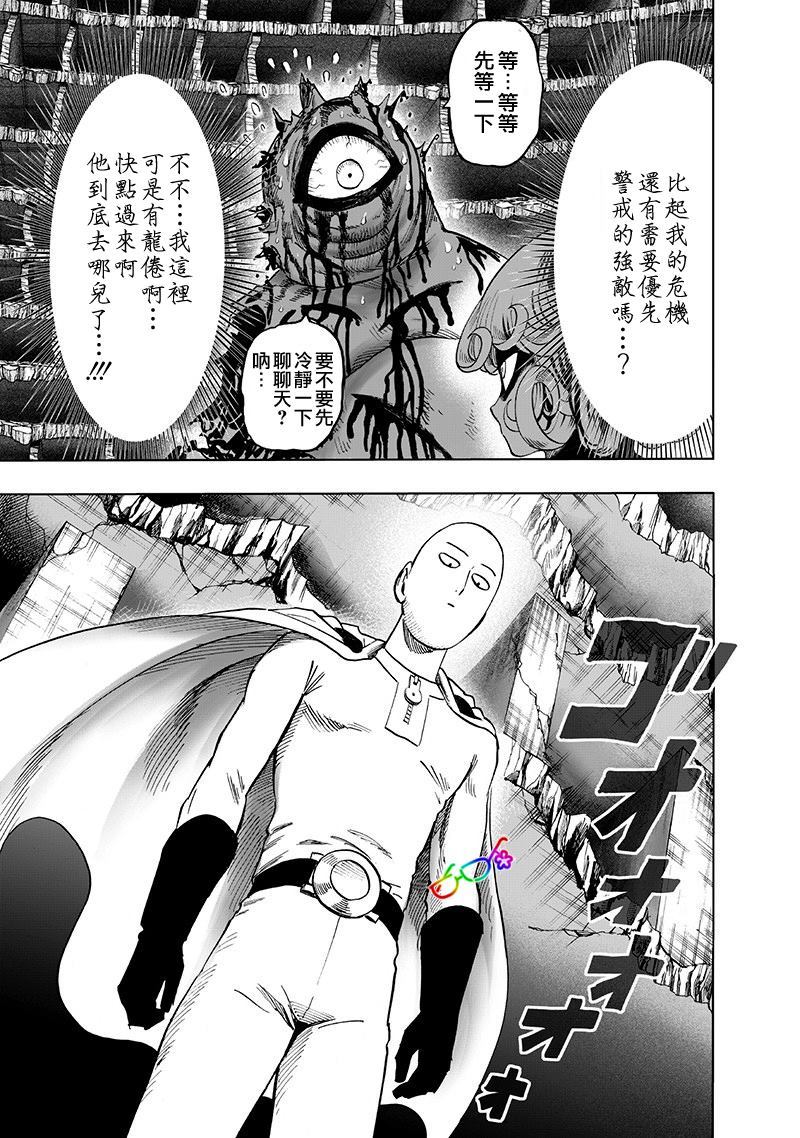 比起我的危機
還有需要優先
警戒的強敵嗎…?
等…等等
先等一下
要不要先
冷靜一下
聊聊天?
吶…
不不…我這裡
可是有龍倦啊…
快點過來啊
他到底去哪兒了…!!!
ゴオオオオオ